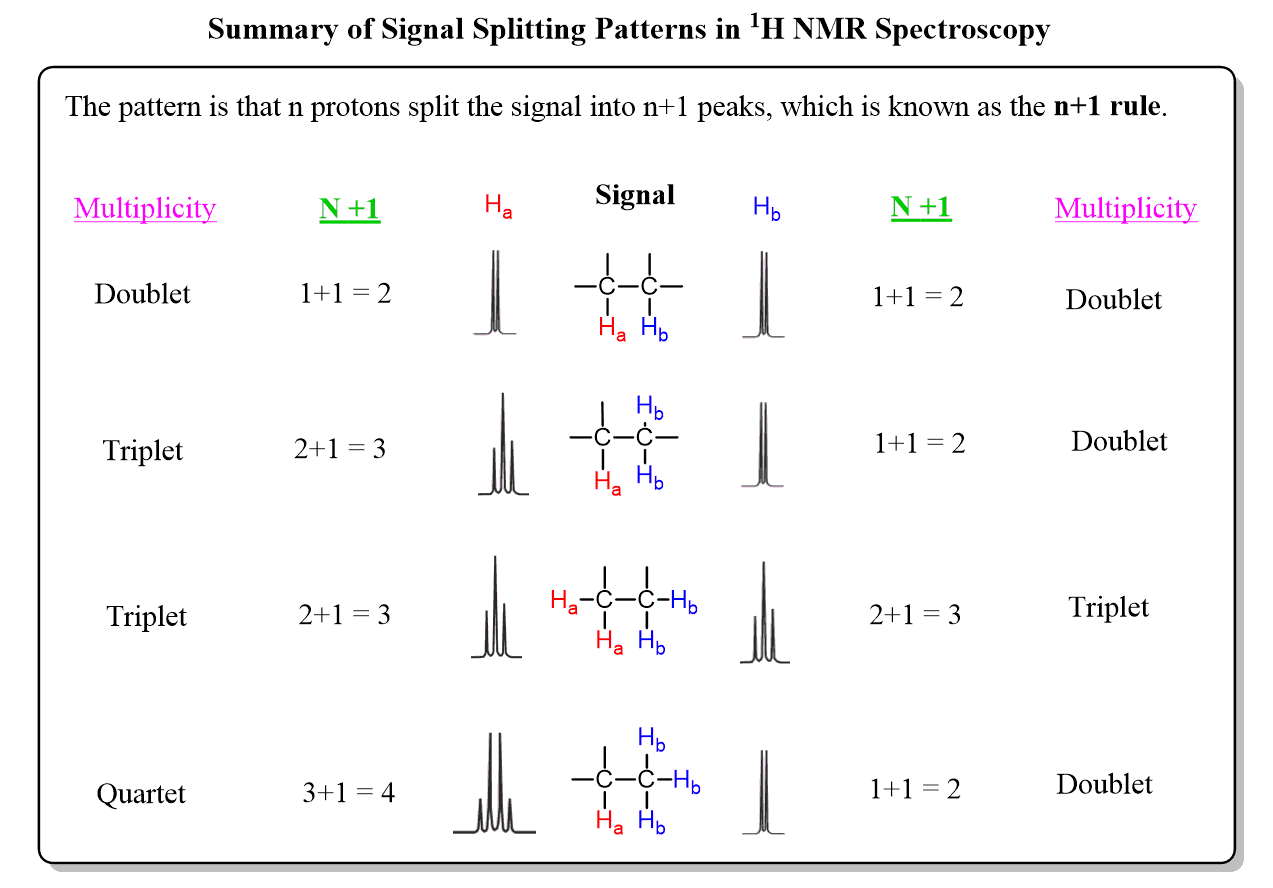 Summary of Signal Splitting Patterns in ¹H NMR Spectroscopy
The pattern is that n protons split the signal into n+1 peaks, which is known as the n+1 rule.
Multiplicity N +1 Ha Signal Hb N +1 Multiplicity
Doublet 1+1 = 2 C C 1+1 = 2 Doublet
Ha Hb
Hb
Triplet 2+1 = 3 C C 1+1 = 2 Doublet
Ha Hb
Triplet 2+1 = 3 Ha C C Hb 2+1 = 3 Triplet
Ha Hb
Hb
Quartet 3+1 = 4 C C Hb 1+1 = 2 Doublet
Ha Hb